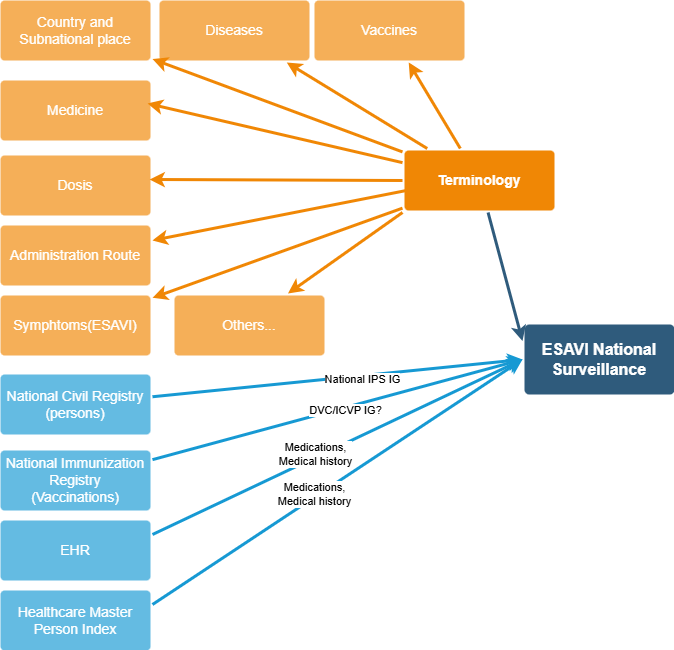 Country and
Subnational place
Diseases
Vaccines
Medicine
Terminology
Dosis
Administration Route
Symphtoms(ESAVI)
Others...
ESAVI National
Surveillance
National Civil Registry
(persons)
National IPS IG
DVC/ICVP IG?
National Immunization
Registry
(Vaccinations)
Medications,
Medical history
Medications,
Medical history
EHR
Healthcare Master
Person Index